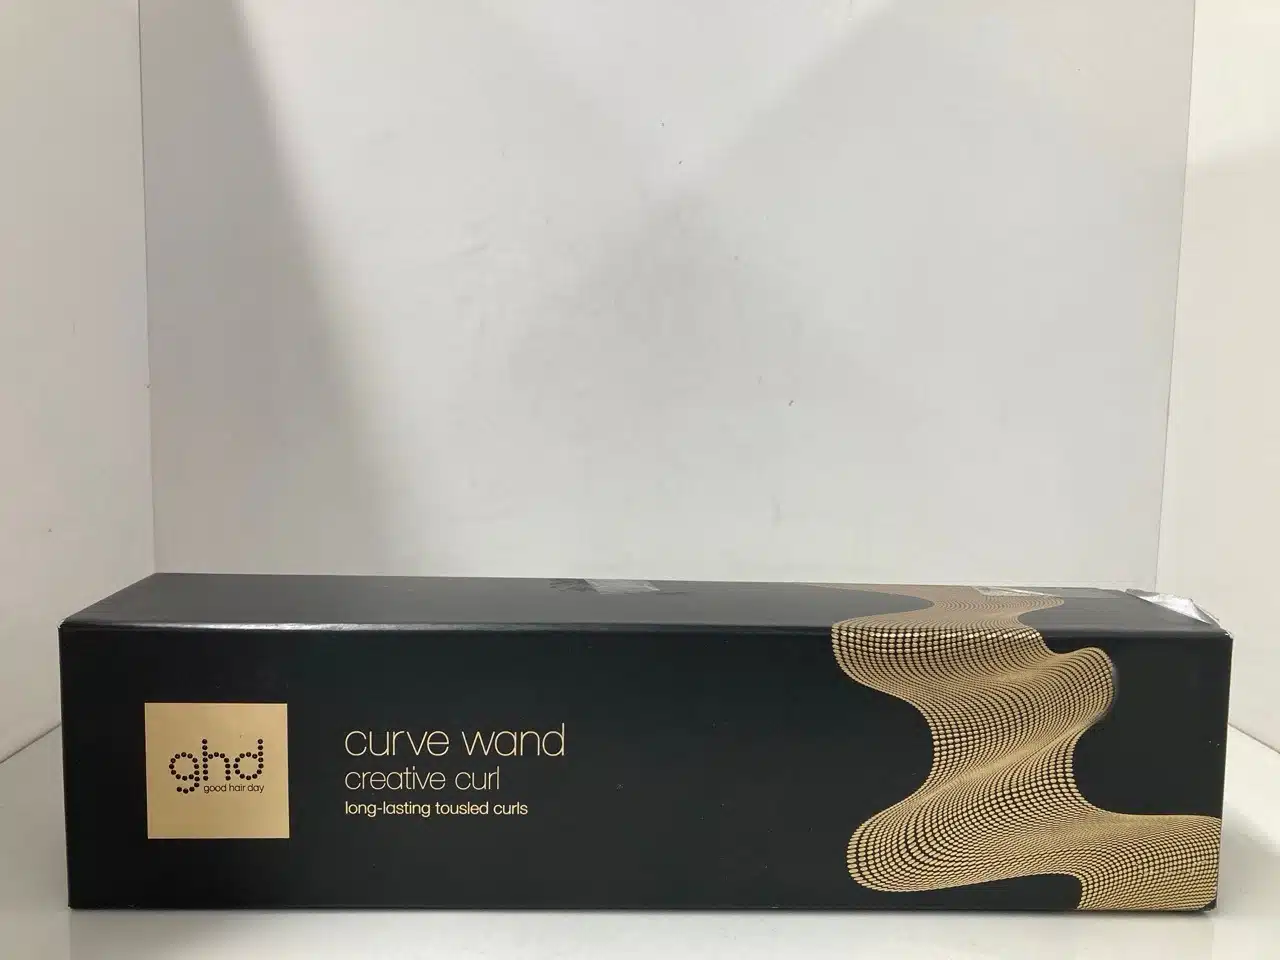 ghd
good hair day
curve wand
creative curl
long-lasting tousled curls